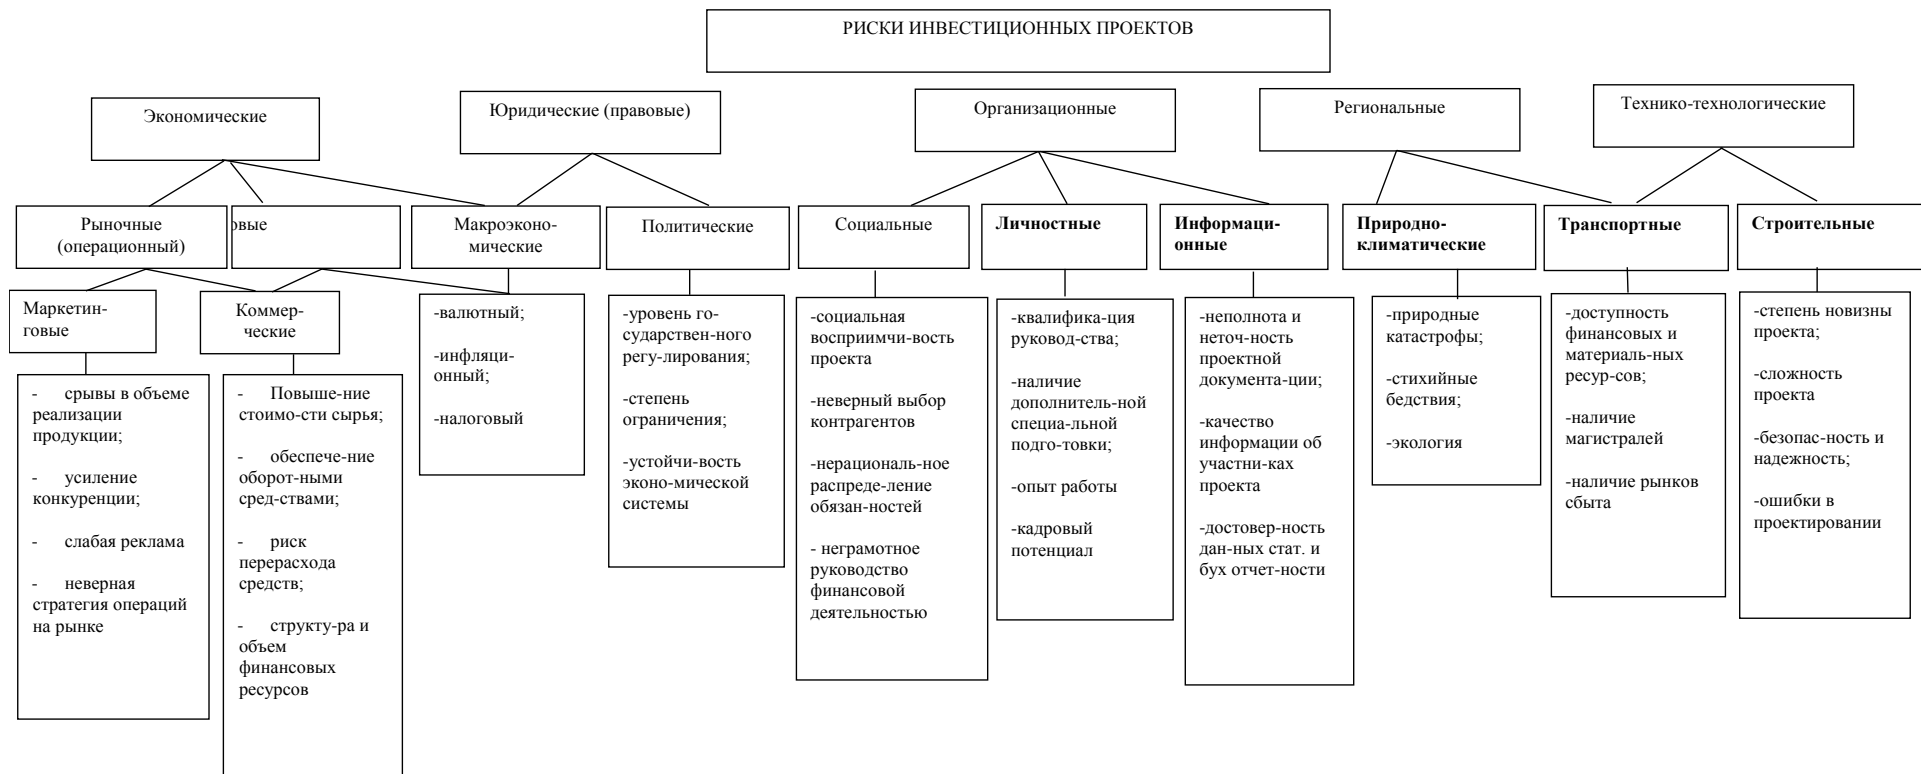 РИСКИ ИНВЕСТИЦИОННЫХ ПРОЕКТОВ
Экономические
Юридические (правовые)
Организационные
Региональные
Технико-технологические
Рыночные
(операционный)
овые
Макроэконо-
мические
Политические
Социальные
Личностные
Информаци-
онные
Природно-
климатические
Транспортные
Строительные
Маркетин-
говые
Коммер-
ческие
- срывы в объеме
реализации
продукции;
- усиление
конкуренции;
- слабая реклама
- неверная
стратегия операций
на рынке
- Повыше-ние
стоимо-сти сырья;
- обеспече-ние
оборот-ными
сред-ствами;
- риск
перерасхода
средств;
- структу-ра и
объем
финансовых
ресурсов
-валютный;
-инфляци-
онный;
-налоговый
-уровень го-
сударствен-ного
регу-лирования;
-степень
ограничения;
-устойчи-вость
эконо-мической
системы
-социальная
восприимчи-вость
проекта
-неверный выбор
контрагентов
-нерациональ-ное
распреде-ление
обязан-ностей
- неграмотное
руководство
финансовой
деятельностью
-квалифика-ция
руковод-ства;
-наличие
дополнитель-ной
специа-льной
подго-товки;
-опыт работы
-кадровый
потенциал
-неполнота и
неточ-ность
проектной
документа-ции;
-качество
информации об
участни-ках
проекта
-достовер-ность
дан-ных стат. и
бух отчет-ности
-природные
катастрофы;
-стихийные
бедствия;
-экология
-доступность
финансовых и
материаль-ных
ресур-сов;
-наличие
магистралей
-наличие рынков
сбыта
-степень новизны
проекта;
-сложность
проекта
-безопас-ность и
надежность;
-ошибки в
проектировании